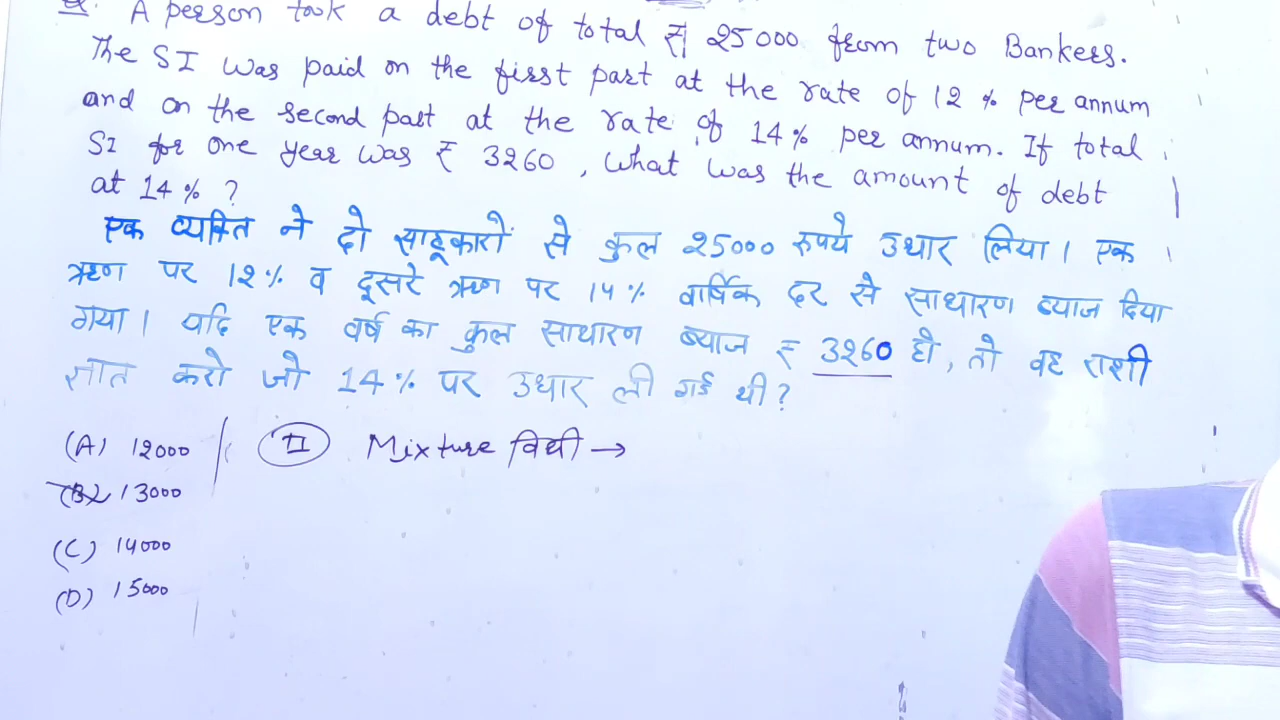 Q. A person took a debt of total ₹ 25000 from two Bankers.
The SI was paid on the first part at the rate of 12 % per annum
and on the second part at the rate of 14% per annum. If total
SI for one year was ₹ 3260, what was the amount of debt
at 14 % ?
एक व्यक्ति ने दो साहूकारों से कुल 25000 रुपये उधार लिया। एक
ऋण पर 12% व दूसरे ऋण पर 14% वार्षिक दर से साधारण ब्याज दिया
गया। यदि एक वर्ष का कुल साधारण ब्याज ₹ 3260 हो, तो वह राशी
ज्ञात करो जो 14% पर उधार ली गई थी?
(A) 12000
(B) 13000
(C) 14000
(D) 15000
II Mixture विधी →